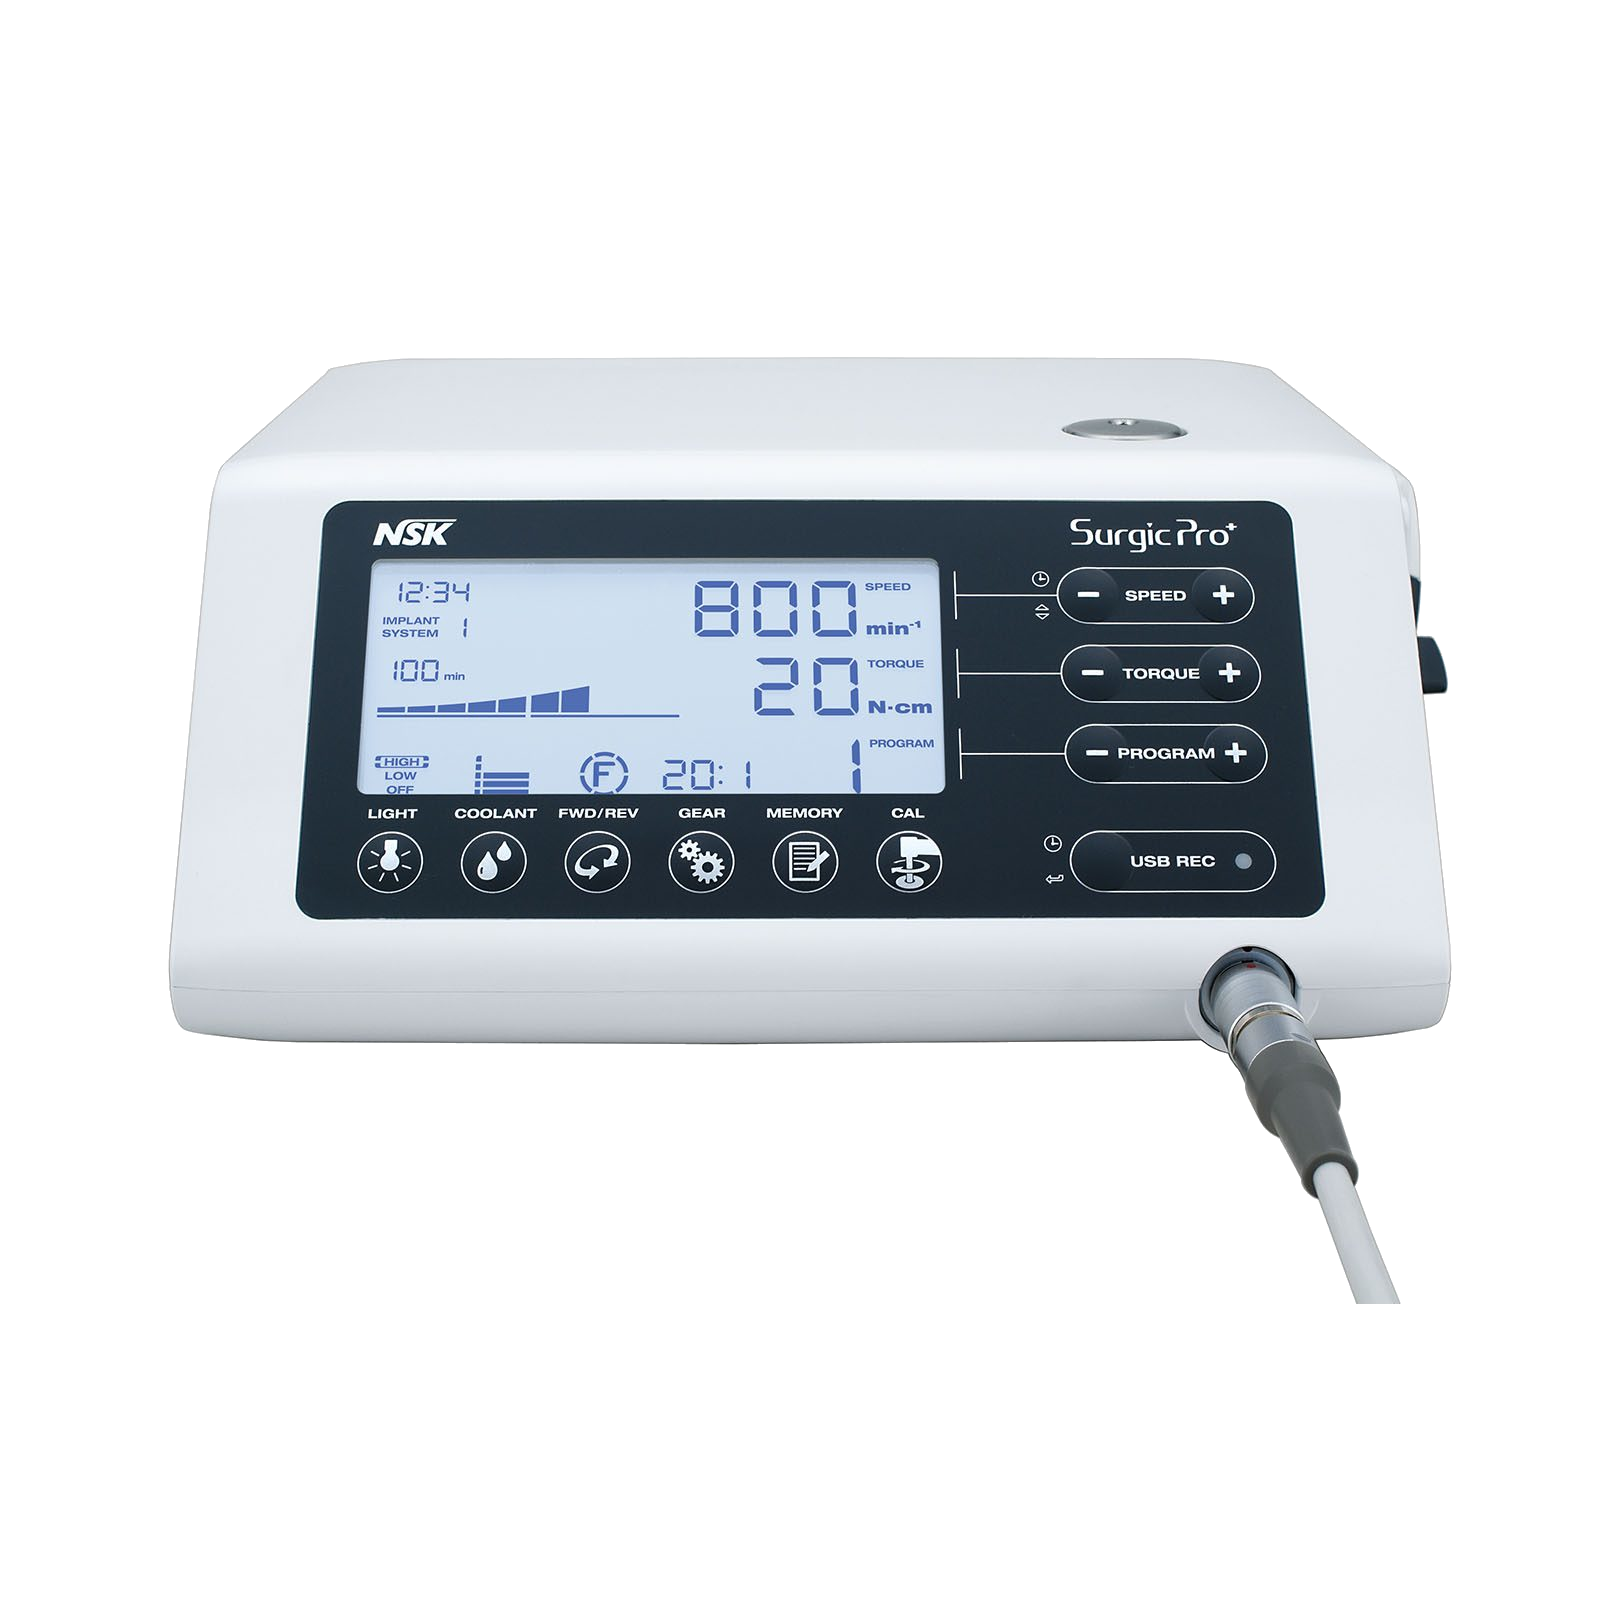 NSK
Surgic Pro+
12:34
IMPLANT
SYSTEM 1
800 SPEED
min-1
100 min
20 TORQUE
N·cm
HIGH
LOW
OFF
F
20:1
1 PROGRAM
- SPEED +
- TORQUE +
- PROGRAM +
LIGHT COOLANT FWD/REV GEAR MEMORY CAL
USB REC